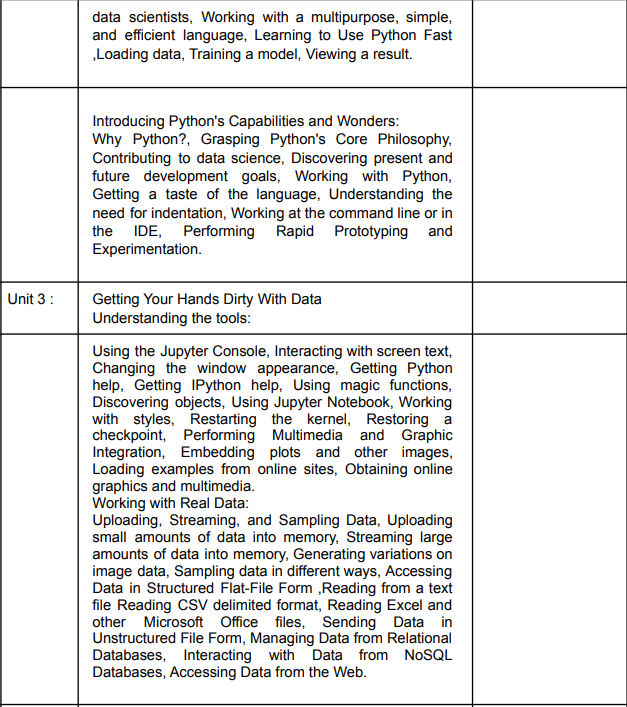 data scientists, Working with a multipurpose, simple,
and efficient language, Learning to Use Python Fast
,Loading data, Training a model, Viewing a result.
Introducing Python's Capabilities and Wonders:
Why Python?, Grasping Python's Core Philosophy,
Contributing to data science, Discovering present and
future development goals, Working with Python,
Getting a taste of the language, Understanding the
need for indentation, Working at the command line or in
the IDE, Performing Rapid Prototyping and
Experimentation.
Unit 3 :
Getting Your Hands Dirty With Data
Understanding the tools:
Using the Jupyter Console, Interacting with screen text,
Changing the window appearance, Getting Python
help, Getting IPython help, Using magic functions,
Discovering objects, Using Jupyter Notebook, Working
with styles, Restarting the kernel, Restoring a
checkpoint, Performing Multimedia and Graphic
Integration, Embedding plots and other images,
Loading examples from online sites, Obtaining online
graphics and multimedia.
Working with Real Data:
Uploading, Streaming, and Sampling Data, Uploading
small amounts of data into memory, Streaming large
amounts of data into memory, Generating variations on
image data, Sampling data in different ways, Accessing
Data in Structured Flat-File Form ,Reading from a text
file Reading CSV delimited format, Reading Excel and
other Microsoft Office files, Sending Data in
Unstructured File Form, Managing Data from Relational
Databases, Interacting with Data from NoSQL
Databases, Accessing Data from the Web.